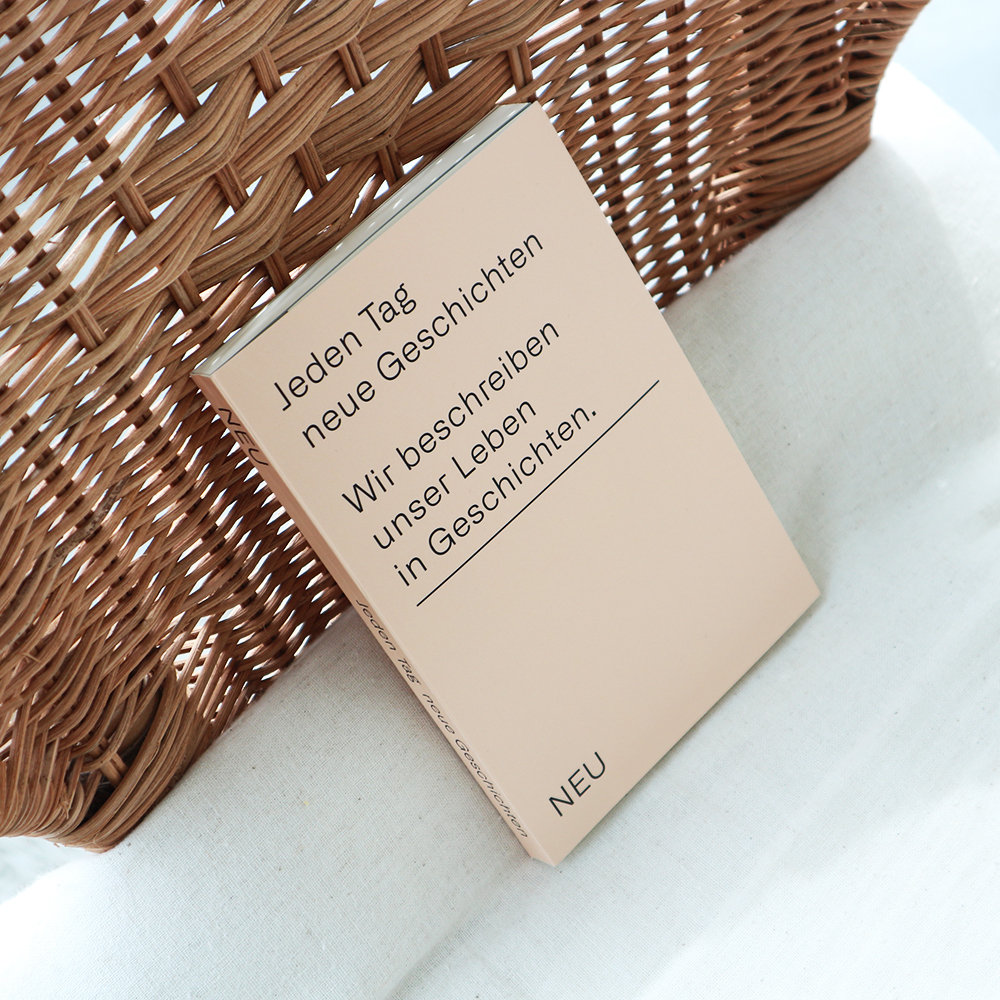 Jeden Tag
neue Geschichten
Wir beschreiben
unser Leben
in Geschichten.
NEU
NEU
Jeden Tag neue Geschichten